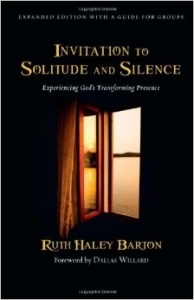 EXPANDED EDITION WITH A GUIDE FOR GROUPS
INVITATION TO
SOLITUDE AND SILENCE
Experiencing God's Transforming Presence
RUTH HALEY BARTON
Foreword by DALLAS WILLARD